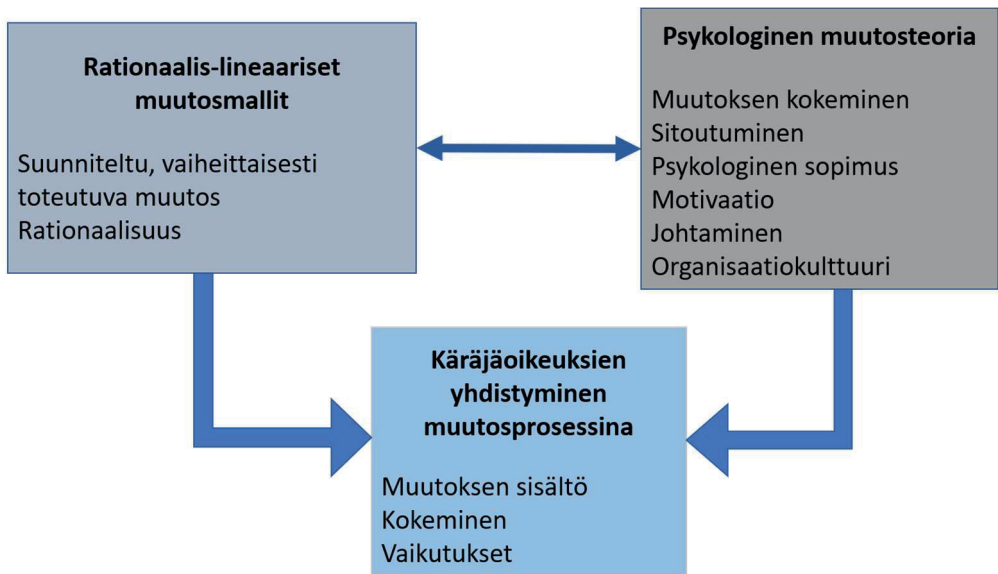 Rationaalis-lineaariset
muutosmallit
Suunniteltu, vaiheittaisesti
toteutuva muutos
Rationaalisuus
Psykologinen muutosteoria
Muutoksen kokeminen
Sitoutuminen
Psykologinen sopimus
Motivaatio
Johtaminen
Organisaatiokulttuuri
Käräjäoikeuksien
yhdistyminen
muutosprosessina
Muutoksen sisältö
Kokeminen
Vaikutukset